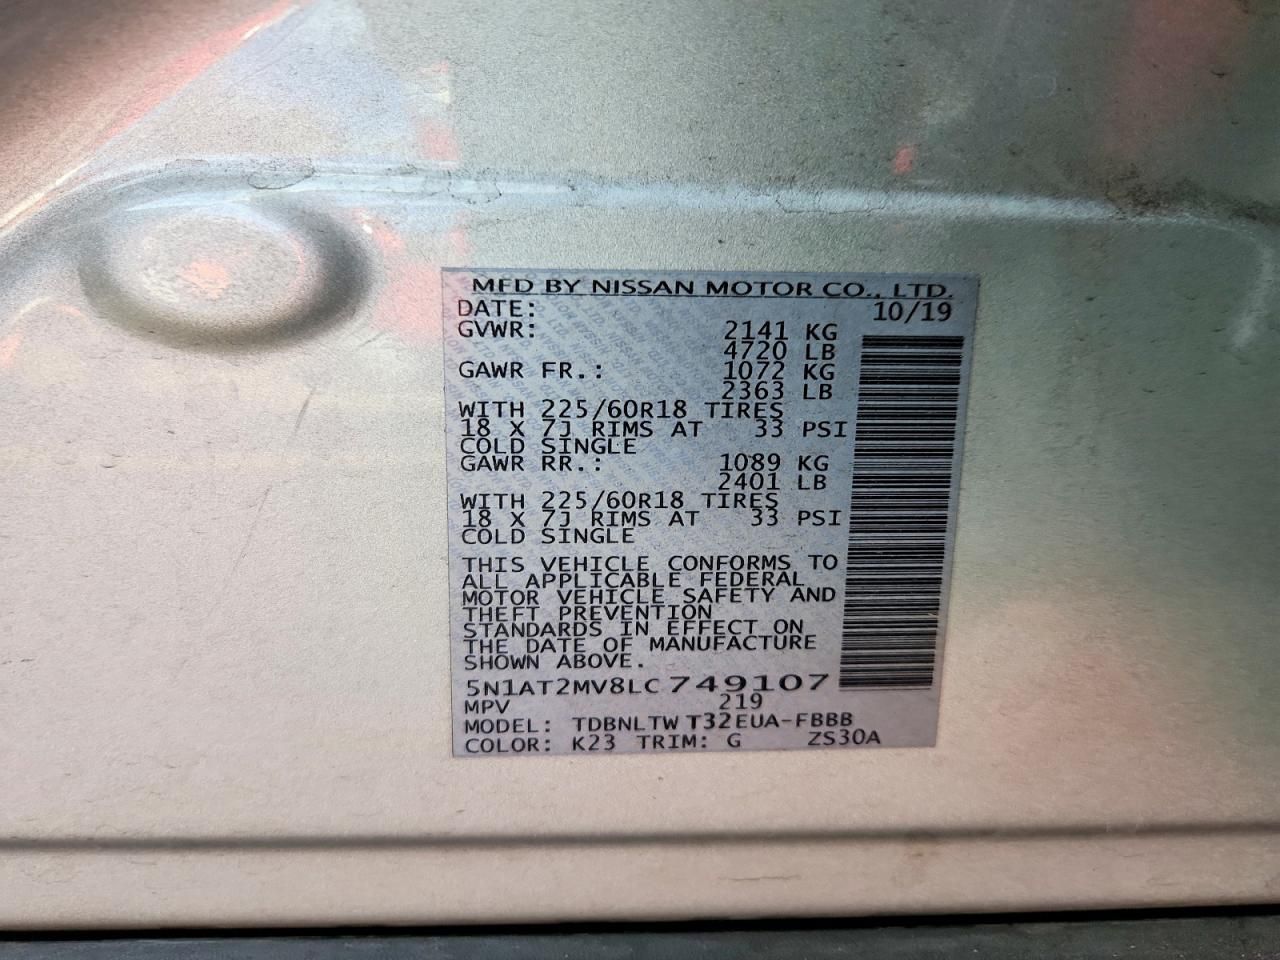 MFD BY NISSAN MOTOR CO., LTD.
DATE: 10/19
GVWR: 2141 KG
4720 LB
GAWR FR.: 1072 KG
2363 LB
WITH 225/60R18 TIRES
18 X 7J RIMS AT 33 PSI
COLD SINGLE
GAWR RR.: 1089 KG
2401 LB
WITH 225/60R18 TIRES
18 X 7J RIMS AT 33 PSI
COLD SINGLE
THIS VEHICLE CONFORMS TO
ALL APPLICABLE FEDERAL
MOTOR VEHICLE SAFETY AND
THEFT PREVENTION
STANDARDS IN EFFECT ON
THE DATE OF MANUFACTURE
SHOWN ABOVE.
5N1AT2MV8LC749107
MPV 219
MODEL: TDBNLTW T32EUA-FBBB
COLOR: K23 TRIM: G ZS30A